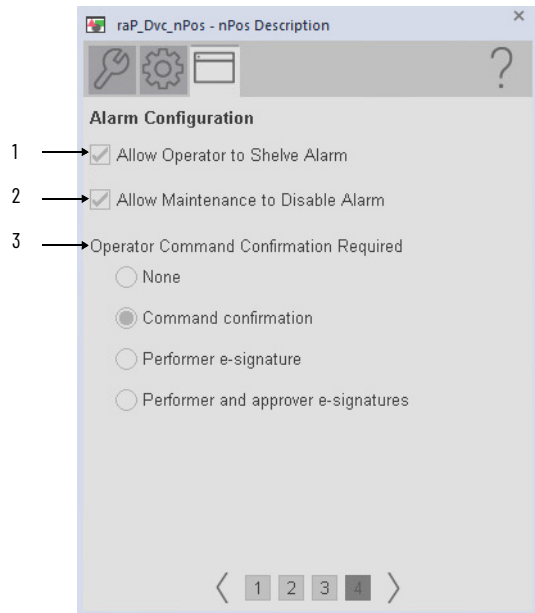 raP_Dvc_nPos - nPos Description ×
?
Alarm Configuration
1 Allow Operator to Shelve Alarm
2 Allow Maintenance to Disable Alarm
3 Operator Command Confirmation Required
None
Command confirmation
Performer e-signature
Performer and approver e-signatures
1 2 3 4